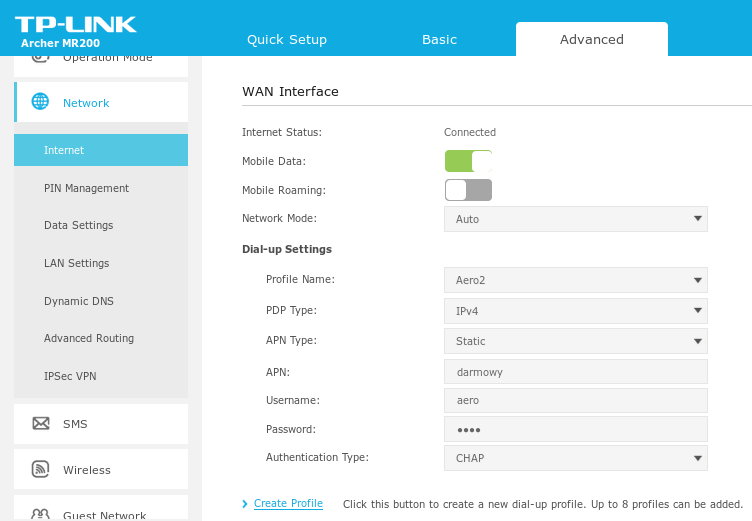 TP-LINK
Archer MR200
Quick Setup
Basic
Advanced
Operation Mode
Network
Internet
PIN Management
Data Settings
LAN Settings
Dynamic DNS
Advanced Routing
IPSec VPN
SMS
Wireless
Guest Network
WAN Interface
Internet Status: Connected
Mobile Data:
Mobile Roaming:
Network Mode: Auto
Dial-up Settings
Profile Name: Aero2
PDP Type: IPv4
APN Type: Static
APN: darmowy
Username: aero
Password: ••••
Authentication Type: CHAP
Create Profile Click this button to create a new dial-up profile. Up to 8 profiles can be added.